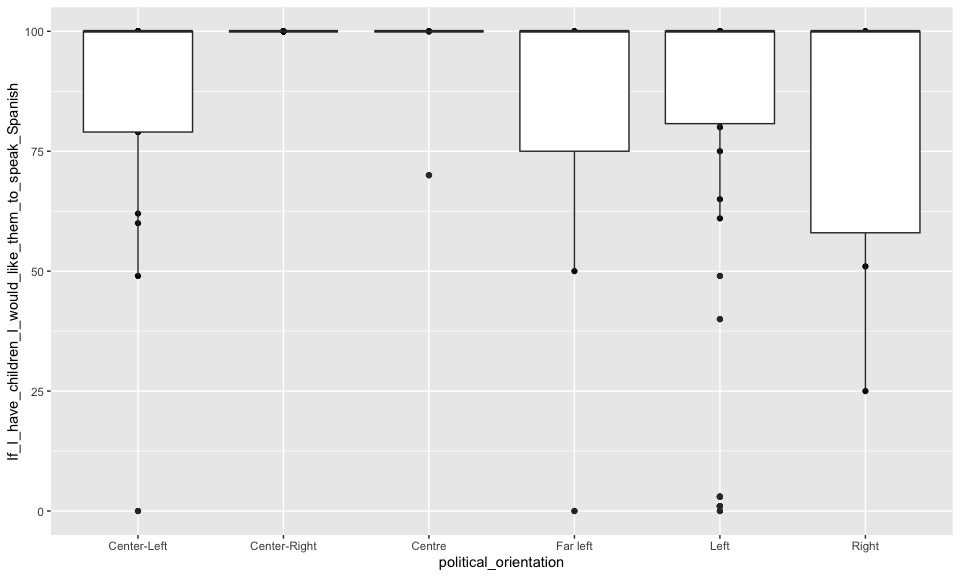 If_I_have_children_I_would_like_them_to_speak_Spanish
100
75
50
25
0
Center-Left Center-Right Centre Far left Left Right
political_orientation